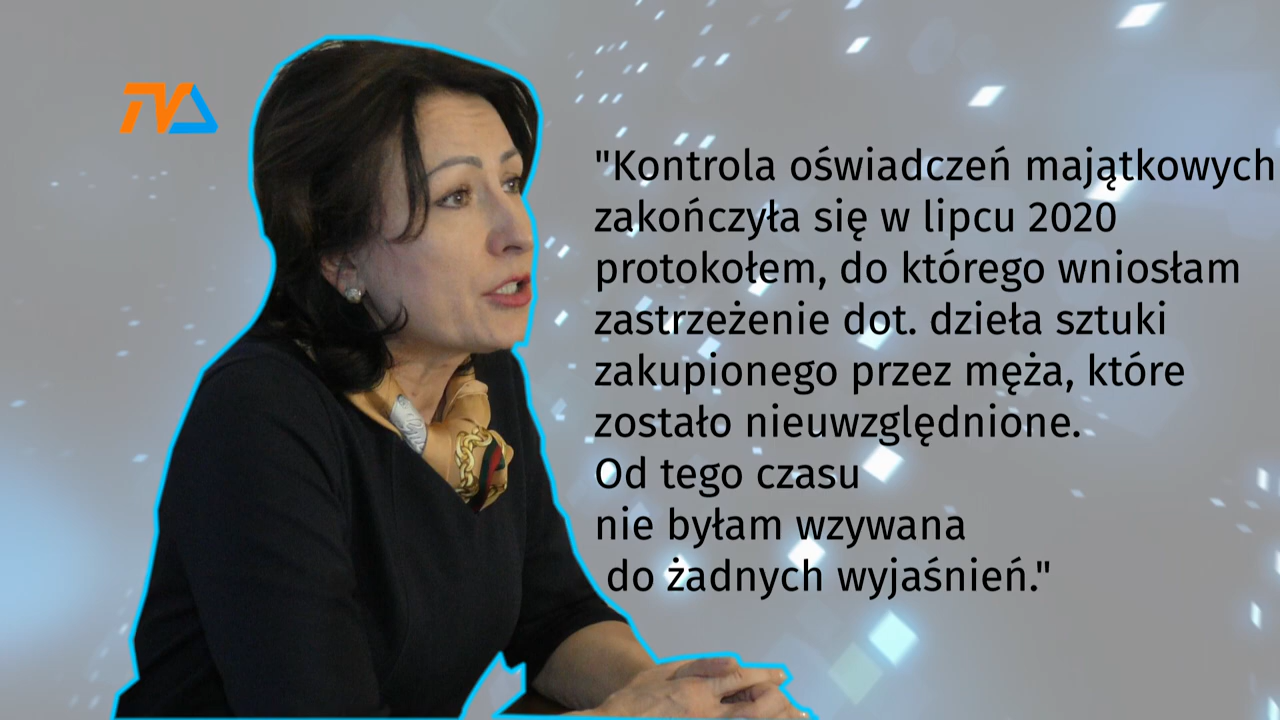 TVA
"Kontrola oświadczeń majątkowych
zakończyła się w lipcu 2020
protokołem, do którego wniosłam
zastrzeżenie dot. dzieła sztuki
zakupionego przez męża, które
zostało nieuwzględnione.
Od tego czasu
nie byłam wzywana
do żadnych wyjaśnień."